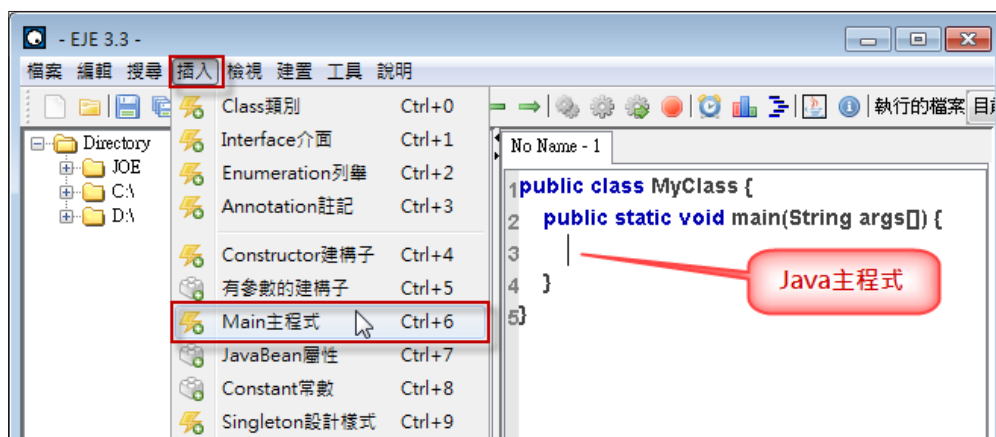 - EJE 3.3 -
檔案 編輯 搜尋 插入 檢視 建置 工具 說明
執行的檔案
Class類別 Ctrl+0
Interface介面 Ctrl+1
Enumeration列舉 Ctrl+2
Annotation註記 Ctrl+3
Constructor建構子 Ctrl+4
有參數的建構子 Ctrl+5
Main主程式 Ctrl+6
JavaBean屬性 Ctrl+7
Constant常數 Ctrl+8
Singleton設計樣式 Ctrl+9
Directory
JOE
C:\
D:\
No Name - 1
1public class MyClass {
2 public static void main(String args[]) {
3
4 }
5}
Java主程式